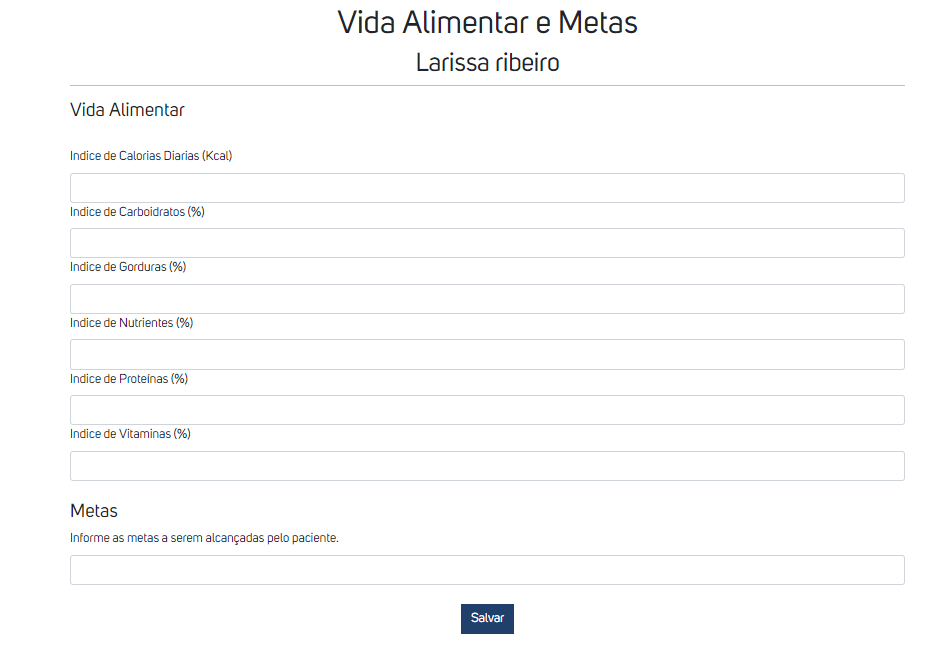 Vida Alimentar e Metas
Larissa ribeiro
Vida Alimentar
Indice de Calorias Diarias (Kcal)
Indice de Carboidratos (%)
Indice de Gorduras (%)
Indice de Nutrientes (%)
Indice de Proteínas (%)
Indice de Vitaminas (%)
Metas
Informe as metas a serem alcançadas pelo paciente.
Salvar